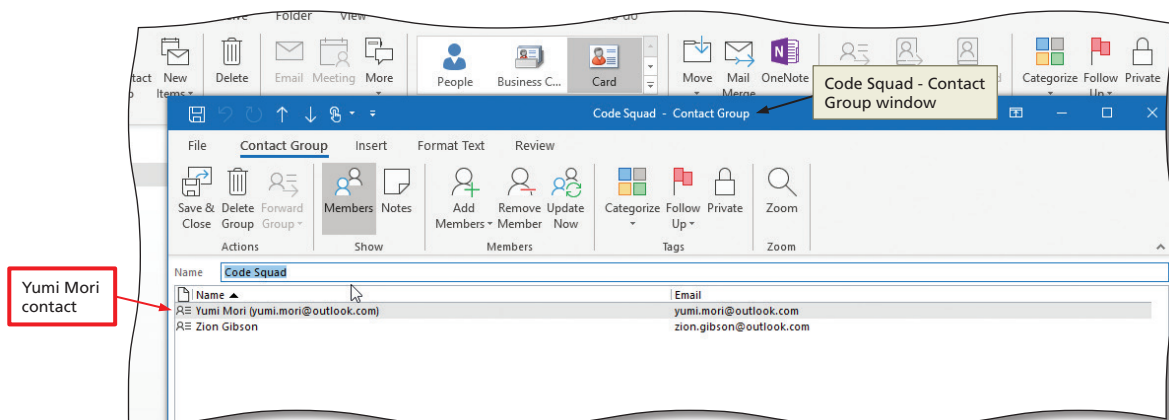 Folder View
tact New Delete Email Meeting More People Business C... Card Move Mail OneNote Categorize Follow Private
Items Merge Up
Code Squad - Contact
Group window
Code Squad - Contact Group
File Contact Group Insert Format Text Review
Save & Delete Forward Members Notes Add Remove Update Categorize Follow Private Zoom
Close Group Group Members Member Now Up
Actions Show Members Tags Zoom
Name Code Squad
Name Email
Yumi Mori
contact
Yumi Mori (yumi.mori@outlook.com) yumi.mori@outlook.com
Zion Gibson zion.gibson@outlook.com